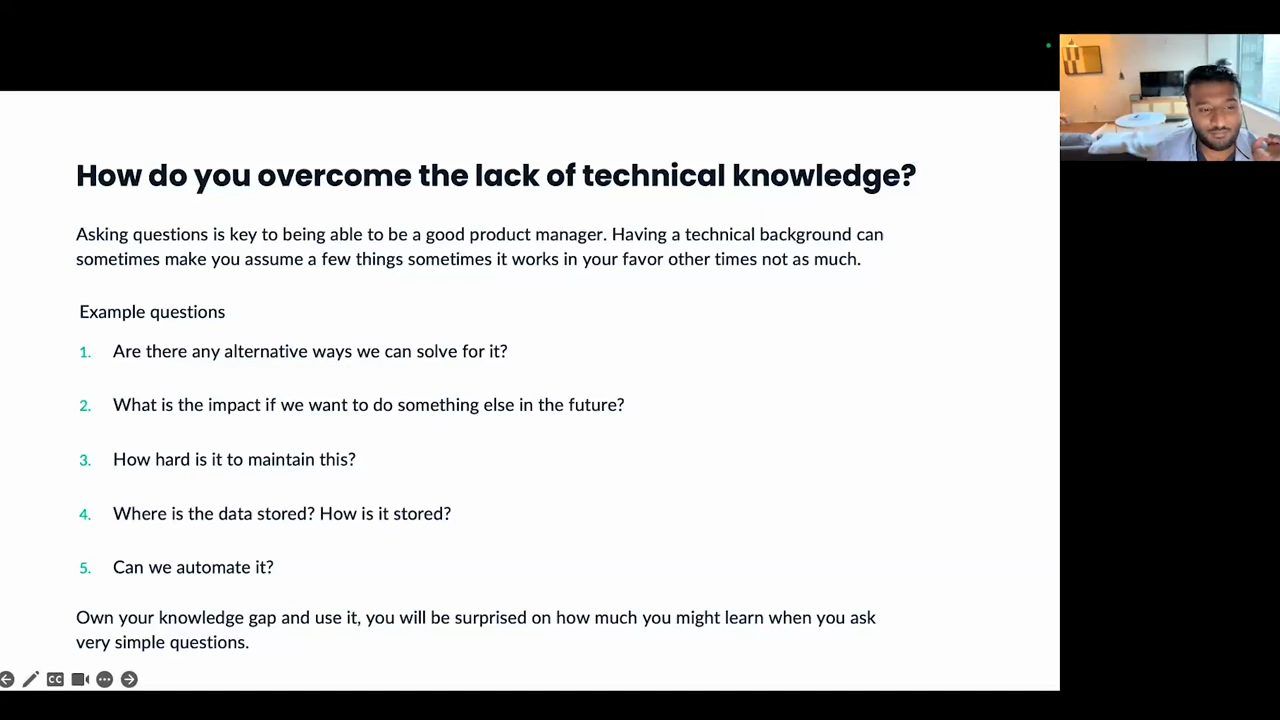 How do you overcome the lack of technical knowledge?
Asking questions is key to being able to be a good product manager. Having a technical background can
sometimes make you assume a few things sometimes it works in your favor other times not as much.
Example questions
1. Are there any alternative ways we can solve for it?
2. What is the impact if we want to do something else in the future?
3. How hard is it to maintain this?
4. Where is the data stored? How is it stored?
5. Can we automate it?
Own your knowledge gap and use it, you will be surprised on how much you might learn when you ask
very simple questions.
CC